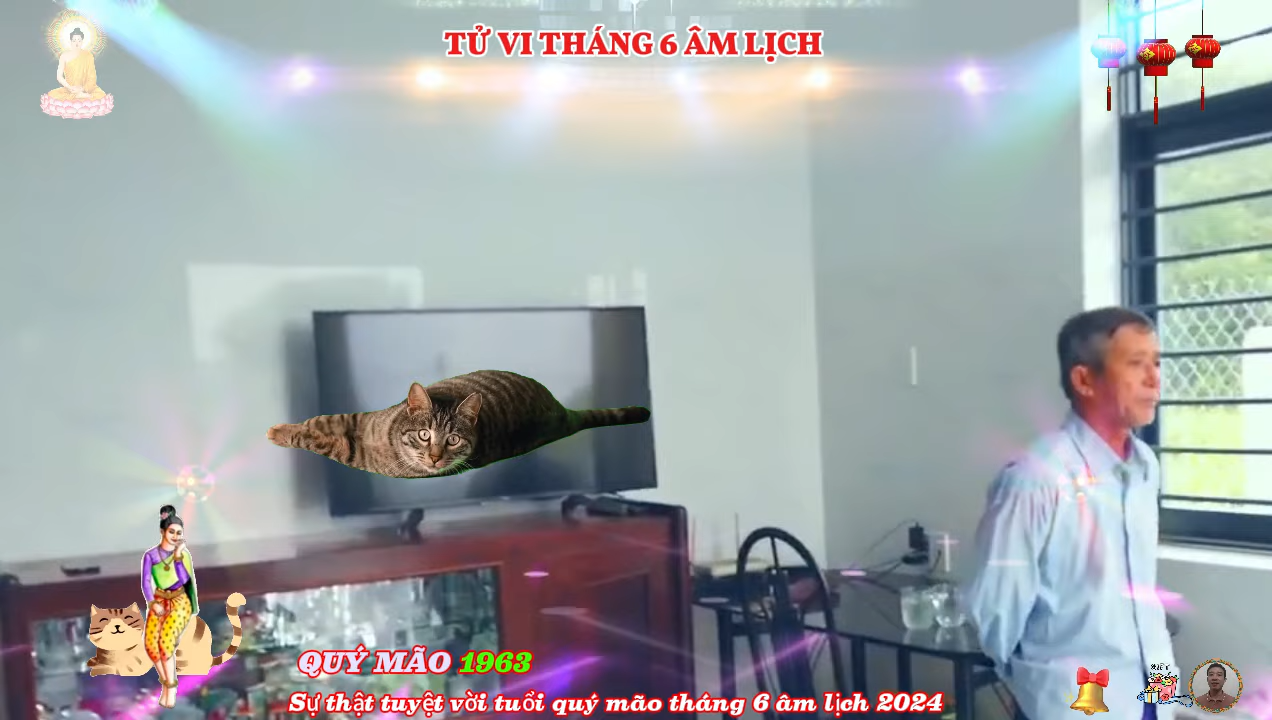 TỬ VI THÁNG 6 ÂM LỊCH
QUÝ MÃO 1963
Sự thật tuyệt vời tuổi quý mão tháng 6 âm lịch 2024